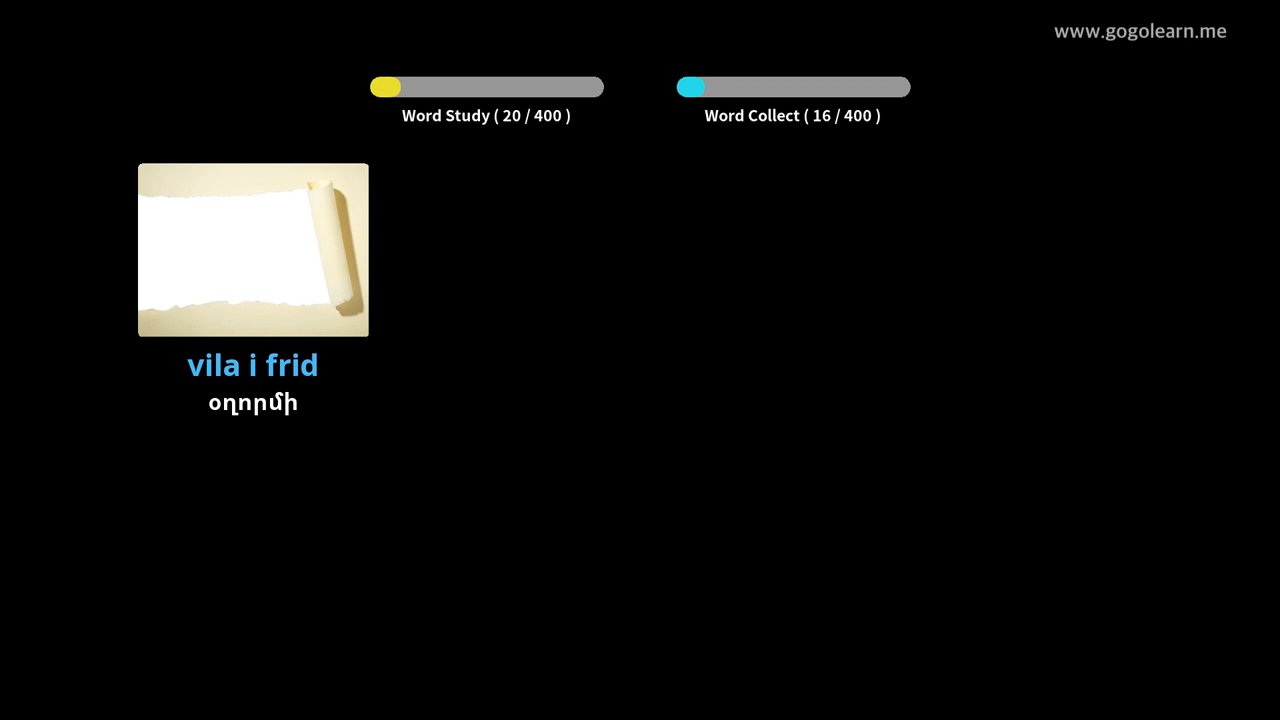 www.gogolearn.me
Word Study ( 20 / 400 )
Word Collect ( 16 / 400 )
vila i frid
օղորմի